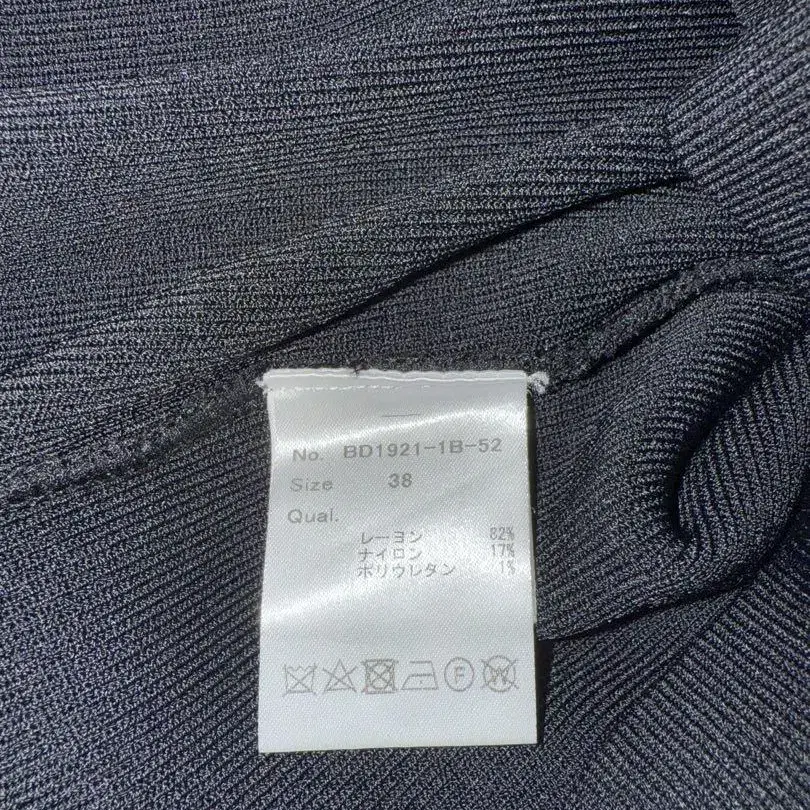 No. BD1921-1B-52
Size 38
Qual.
レーヨン 82%
ナイロン 17%
ポリウレタン 1%
F W